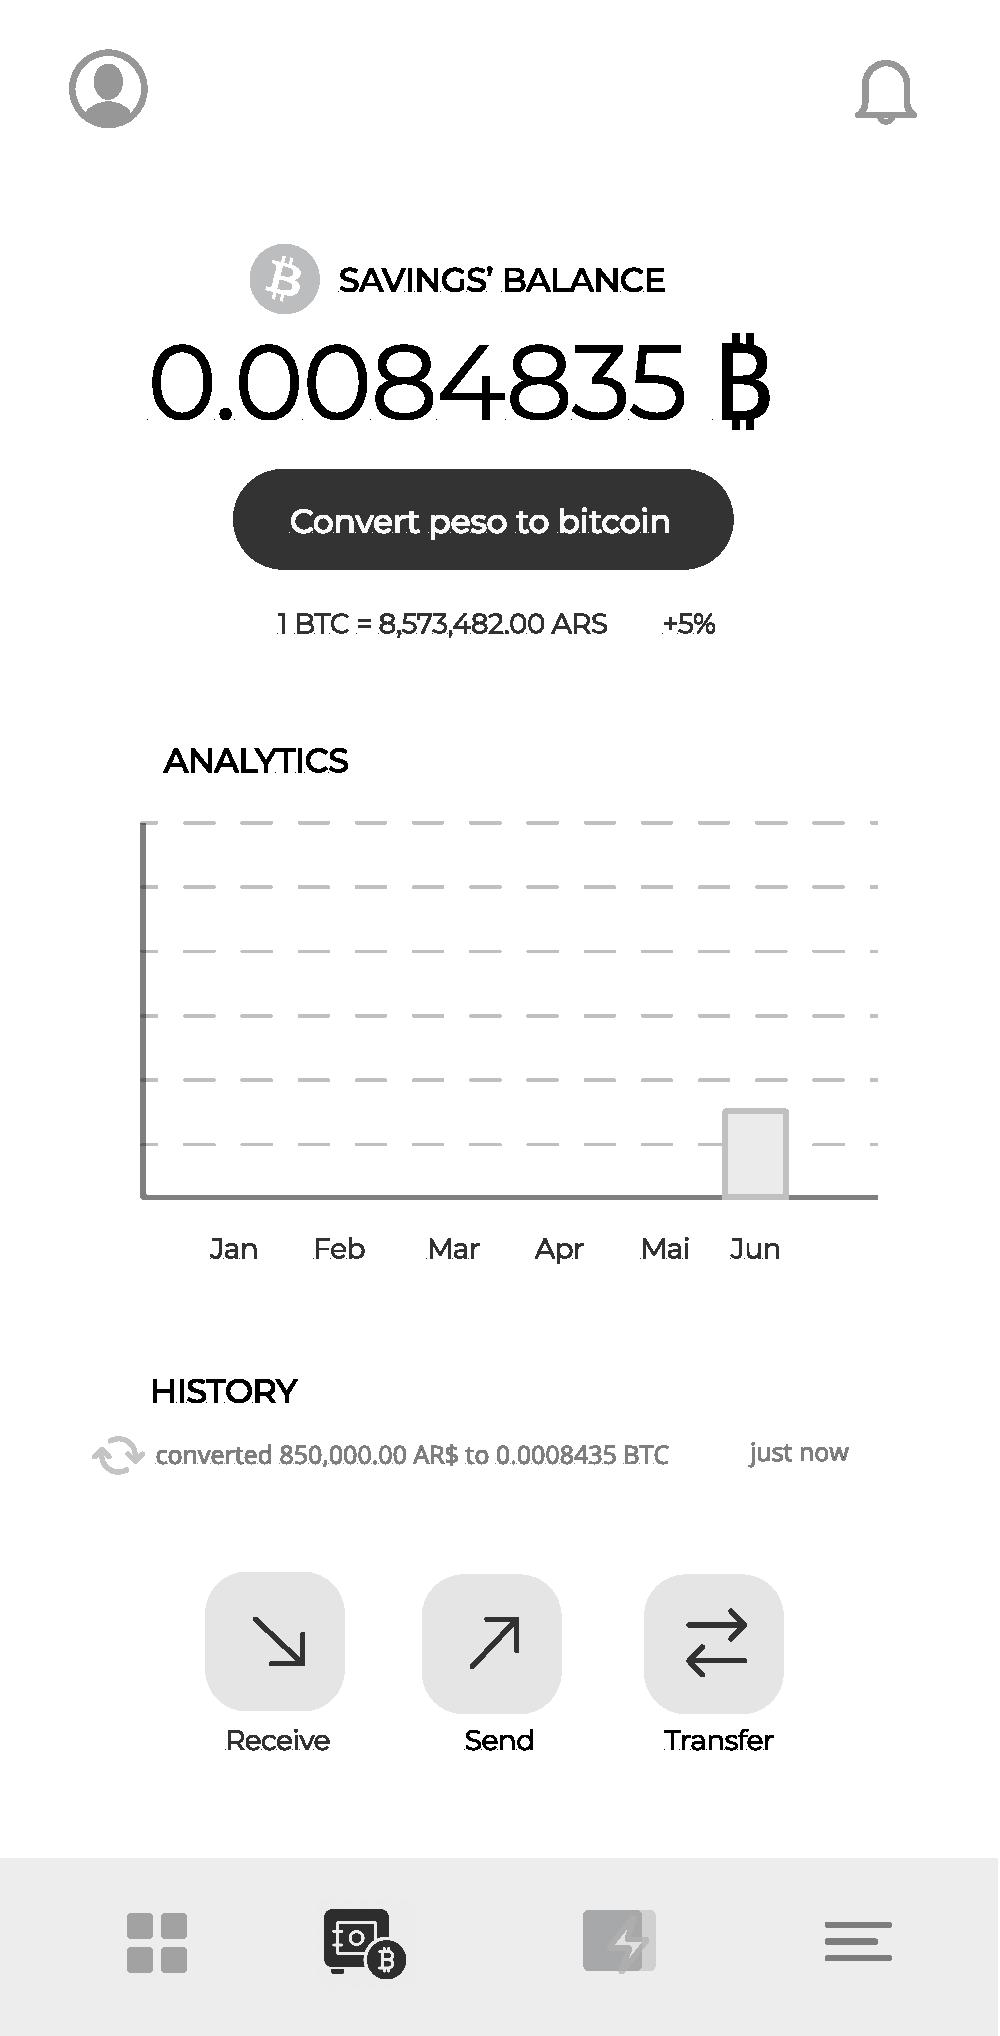 SAVINGS’ BALANCE
0.0084835 ₿
Convert peso to bitcoin
1 BTC = 8,573,482.00 ARS +5%
ANALYTICS
Jan Feb Mar Apr Mai Jun
HISTORY
converted 850,000.00 AR$ to 0.0008435 BTC just now
Receive Send Transfer